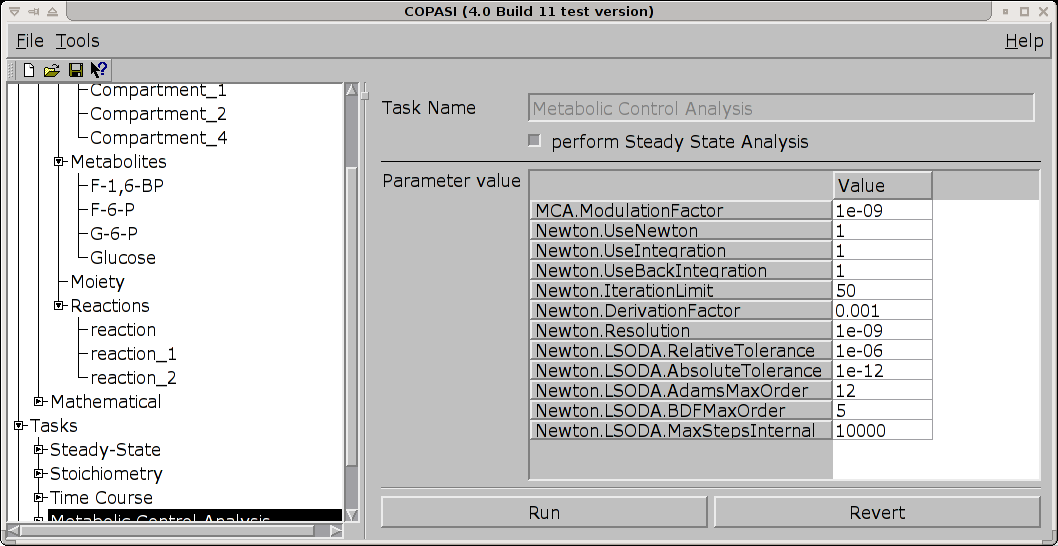 COPASI (4.0 Build 11 test version)
File Tools Help
Compartment_1
Compartment_2
Compartment_4
Metabolites
F-1,6-BP
F-6-P
G-6-P
Glucose
Moiety
Reactions
reaction
reaction_1
reaction_2
Mathematical
Tasks
Steady-State
Stoichiometry
Time Course
Metabolic Control Analysis
Task Name Metabolic Control Analysis
perform Steady State Analysis
Parameter value
Value
MCA.ModulationFactor 1e-09
Newton.UseNewton 1
Newton.UseIntegration 1
Newton.UseBackIntegration 1
Newton.IterationLimit 50
Newton.DerivationFactor 0.001
Newton.Resolution 1e-09
Newton.LSODA.RelativeTolerance 1e-06
Newton.LSODA.AbsoluteTolerance 1e-12
Newton.LSODA.AdamsMaxOrder 12
Newton.LSODA.BDFMaxOrder 5
Newton.LSODA.MaxStepsInternal 10000
Run Revert